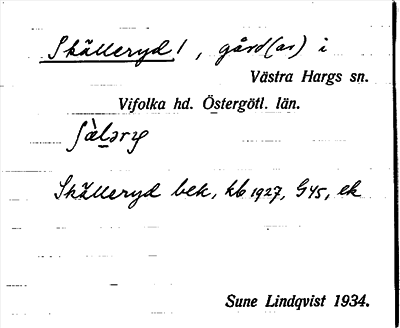 Skälleryd 1, gård(ar) i
Västra Hargs sn.
Vifolka hd. Östergötl. län.
Skälleryd bek, kb 1927, G45, ek
Sune Lindqvist 1934.